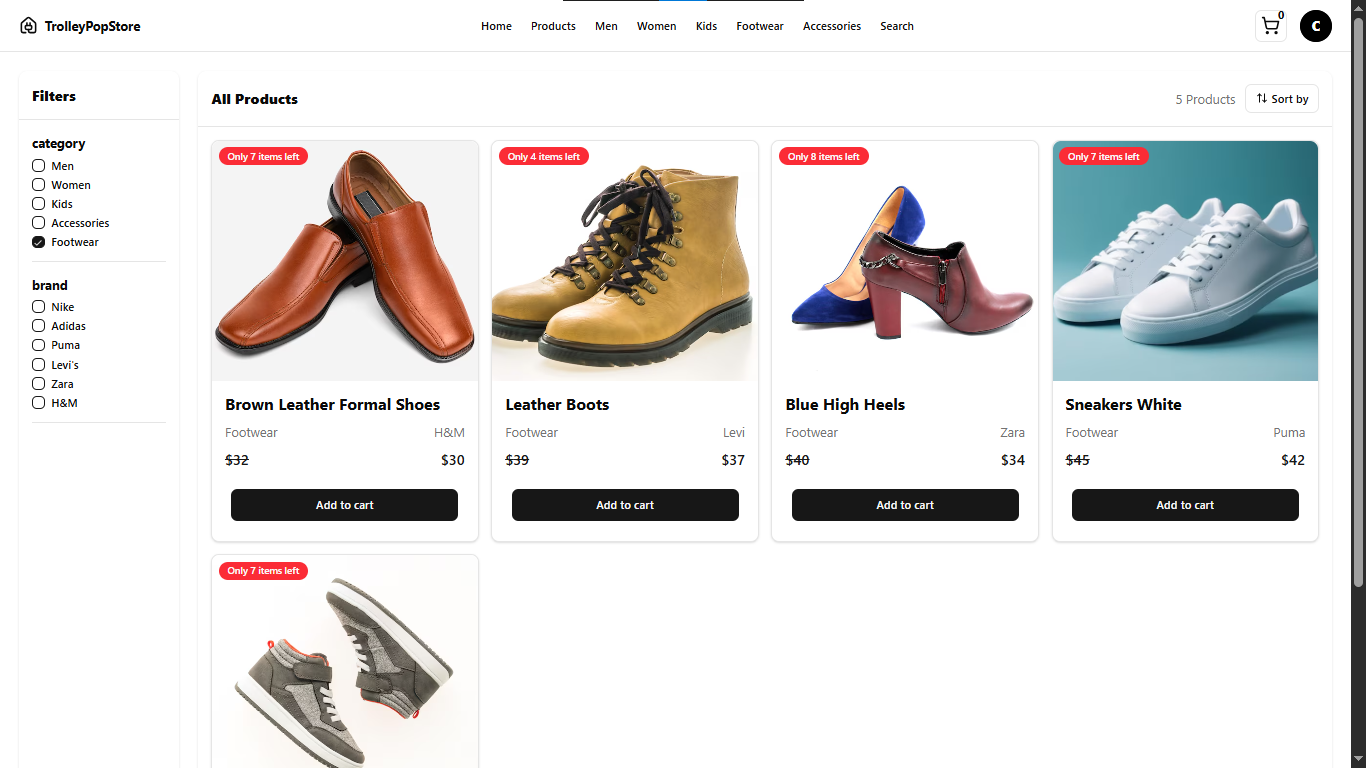 TrolleyPopStore
Home Products Men Women Kids Footwear Accessories Search
0
C
Filters
category
Men
Women
Kids
Accessories
Footwear
brand
Nike
Adidas
Puma
Levi's
Zara
H&M
All Products
5 Products
Sort by
Only 7 items left
Brown Leather Formal Shoes
Footwear H&M
$32 $30
Add to cart
Only 4 items left
Leather Boots
Footwear Levi
$39 $37
Add to cart
Only 8 items left
Blue High Heels
Footwear Zara
$40 $34
Add to cart
Only 7 items left
Sneakers White
Footwear Puma
$45 $42
Add to cart
Only 7 items left